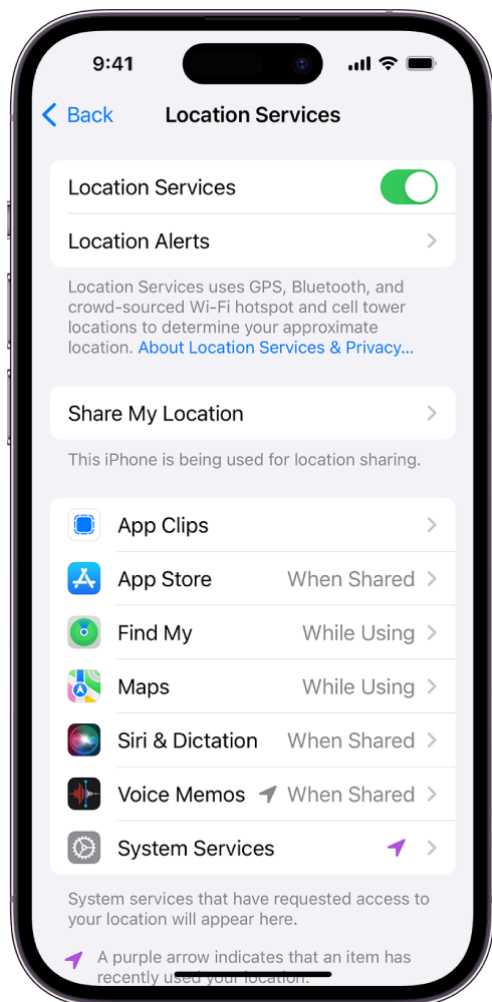 9:41
Back Location Services
Location Services
Location Alerts
Location Services uses GPS, Bluetooth, and
crowd-sourced Wi-Fi hotspot and cell tower
locations to determine your approximate
location. About Location Services & Privacy...
Share My Location
This iPhone is being used for location sharing.
App Clips
App Store When Shared
Find My While Using
Maps While Using
Siri & Dictation When Shared
Voice Memos When Shared
System Services
System services that have requested access to
your location will appear here.
A purple arrow indicates that an item has
recently used your location.